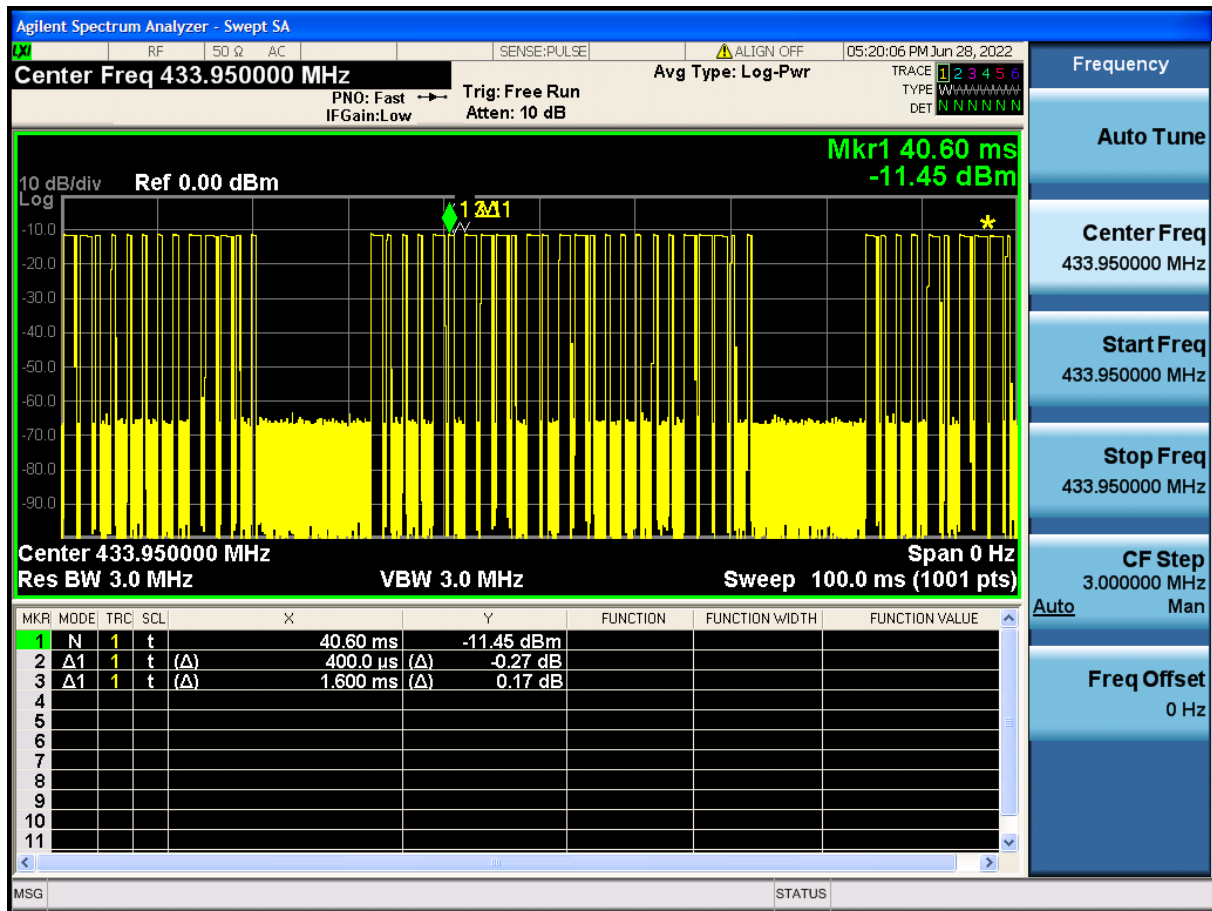 Agilent Spectrum Analyzer - Swept SA
LXI RF 50 Ω AC SENSE:PULSE ALIGN OFF 05:20:06 PM Jun 28, 2022
Center Freq 433.950000 MHz Avg Type: Log-Pwr TRACE 1 2 3 4 5 6
PNO: Fast Trig: Free Run TYPE
IFGain:Low Atten: 10 dB DET N N N N N N
Mkr1 40.60 ms
10 dB/div Ref 0.00 dBm -11.45 dBm
Log
-10.0
-20.0
-30.0
-40.0
-50.0
-60.0
-70.0
-80.0
-90.0
Center 433.950000 MHz Span 0 Hz
Res BW 3.0 MHz VBW 3.0 MHz Sweep 100.0 ms (1001 pts)
MKR MODE TRC SCL X Y FUNCTION FUNCTION WIDTH FUNCTION VALUE
1 N 1 t 40.60 ms -11.45 dBm
2 Δ1 1 t (Δ) 400.0 µs (Δ) -0.27 dB
3 Δ1 1 t (Δ) 1.600 ms (Δ) 0.17 dB
4
5
6
7
8
9
10
11
MSG STATUS
Frequency
Auto Tune
Center Freq
433.950000 MHz
Start Freq
433.950000 MHz
Stop Freq
433.950000 MHz
CF Step
3.000000 MHz
Auto Man
Freq Offset
0 Hz